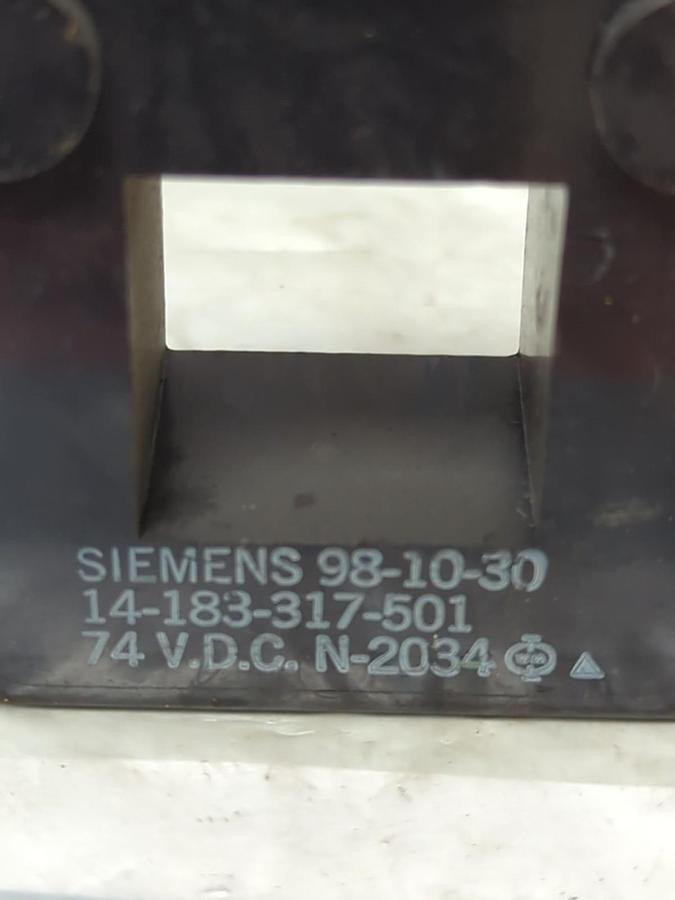 SIEMENS 98-10-30
14-183-317-501
74 V.D.C. N-2034